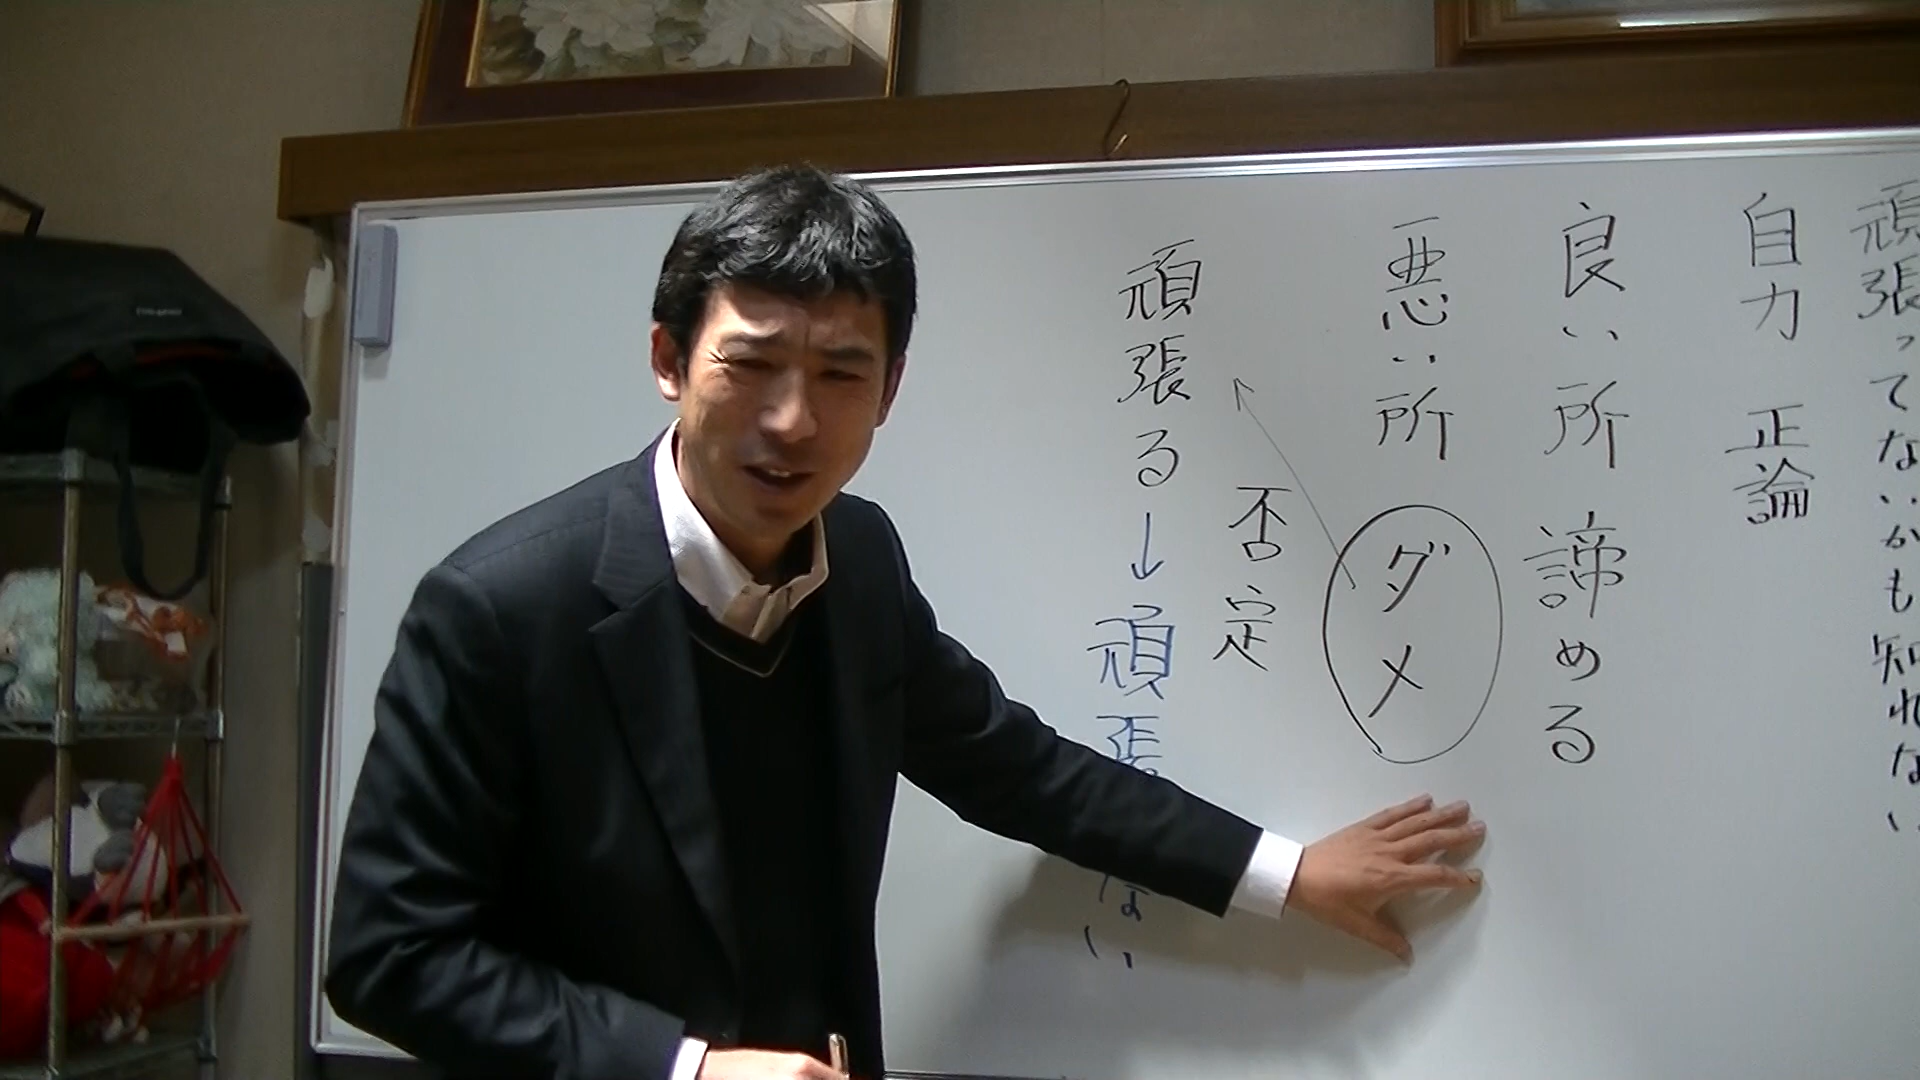 頑張ってないかも知れない
自力 正論
良い所 諦める
悪い所 ダメ
否定
頑張る→頑張 ない